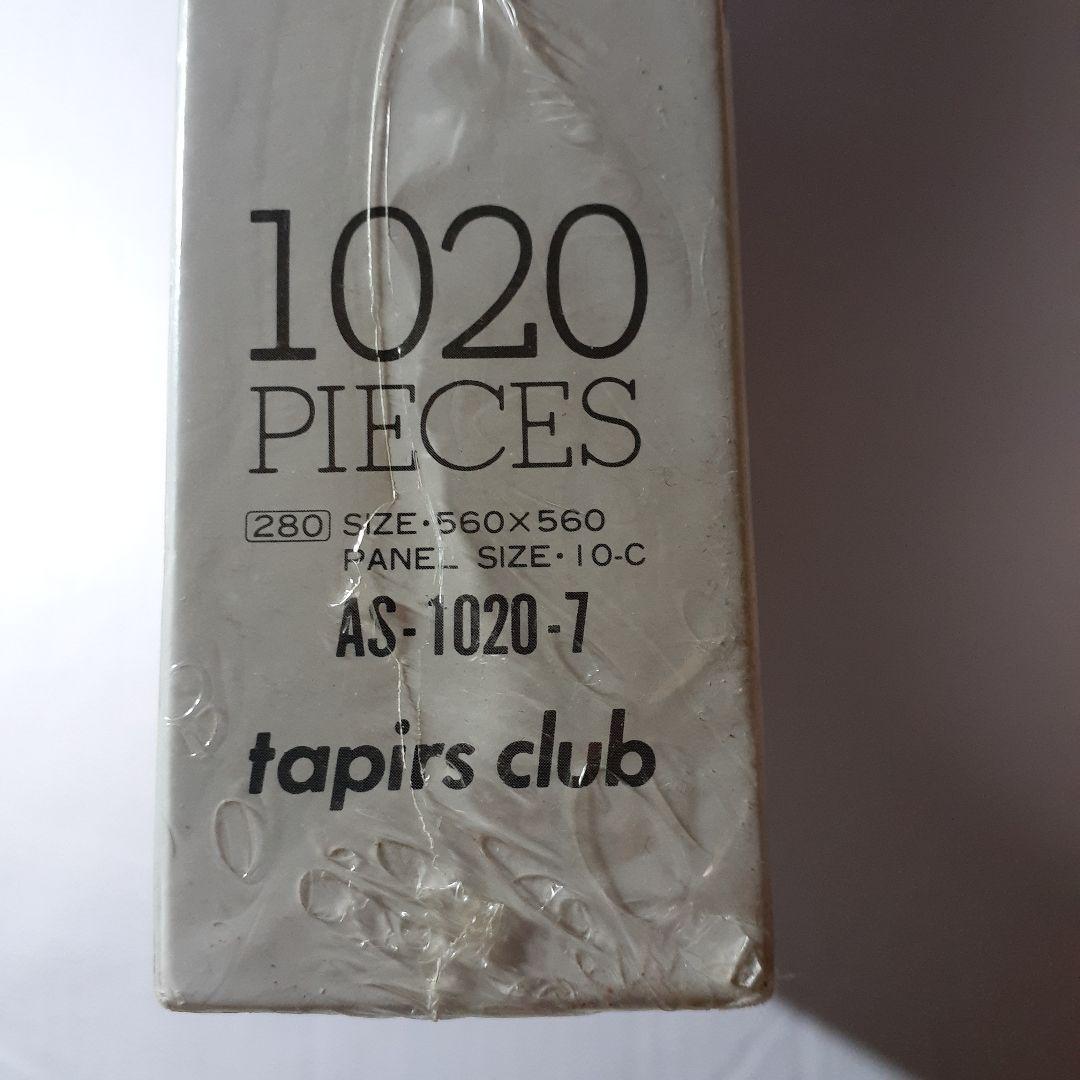 1020
PIECES
280 SIZE・560×560
PANEL SIZE・10-C
AS-1020-7
tapirs club